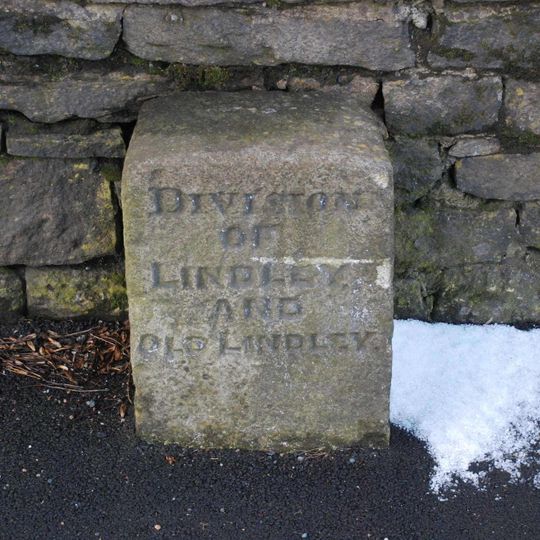 DIVISION
OF
LINDLEY
AND
OLD LINDLEY.